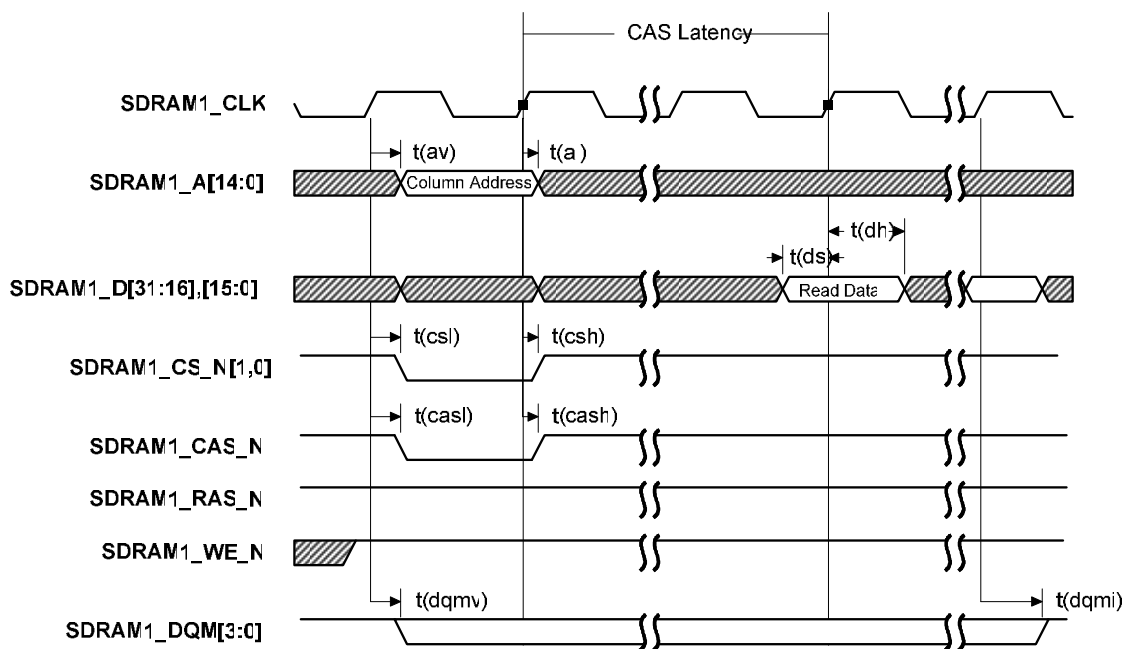 CAS Latency
SDRAM1_CLK
t(av)
t(a )
SDRAM1_A[14:0]
Column Address
t(dh)
t(ds)
SDRAM1_D[31:16],[15:0]
Read Data
t(csl)
t(csh)
SDRAM1_CS_N[1,0]
t(casl)
t(cash)
SDRAM1_CAS_N
SDRAM1_RAS_N
SDRAM1_WE_N
t(dqmv)
t(dqmi)
SDRAM1_DQM[3:0]